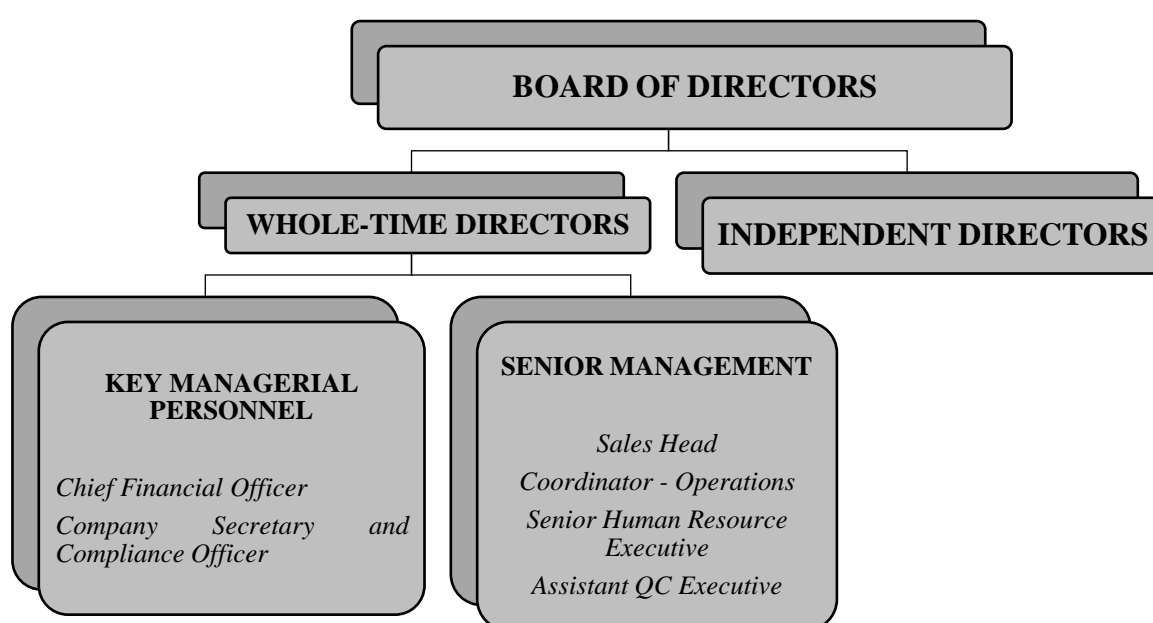 BOARD OF DIRECTORS
WHOLE-TIME DIRECTORS
INDEPENDENT DIRECTORS
KEY MANAGERIAL
PERSONNEL
Chief Financial Officer
Company Secretary and
Compliance Officer
SENIOR MANAGEMENT
Sales Head
Coordinator - Operations
Senior Human Resource
Executive
Assistant QC Executive